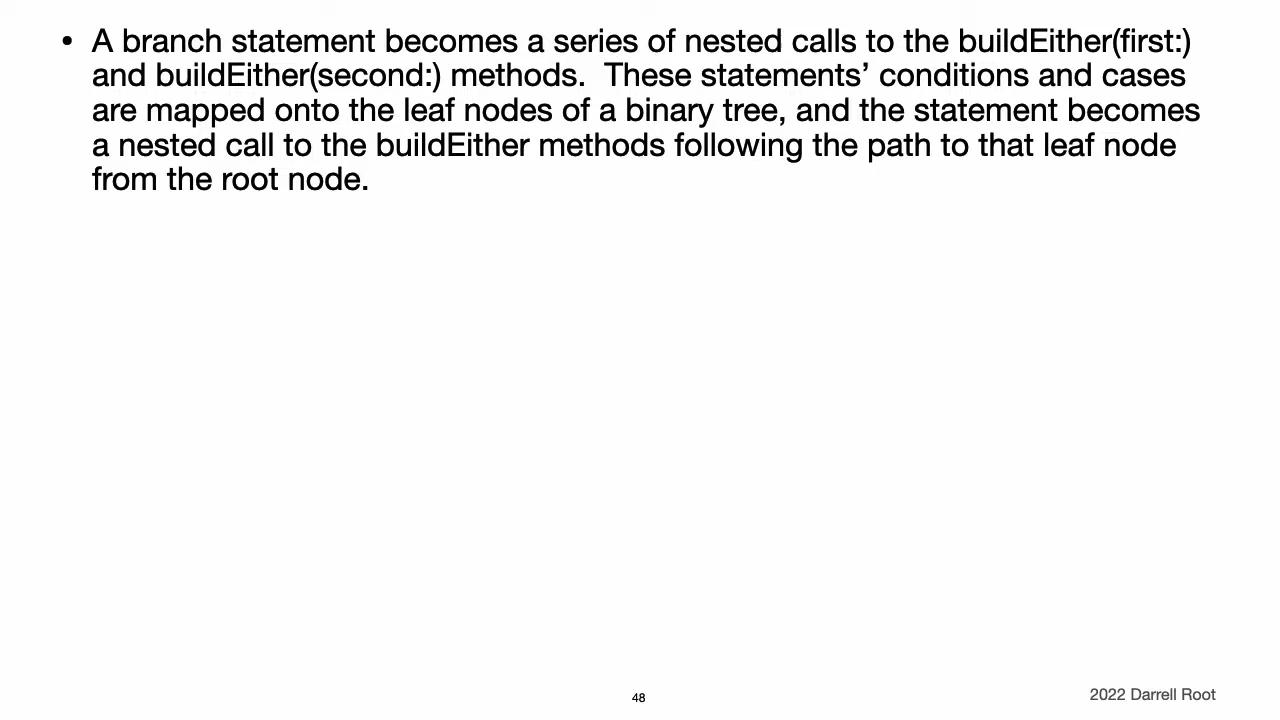 • A branch statement becomes a series of nested calls to the buildEither(first:)
and buildEither(second:) methods.  These statements’ conditions and cases
are mapped onto the leaf nodes of a binary tree, and the statement becomes
a nested call to the buildEither methods following the path to that leaf node
from the root node.
48
2022 Darrell Root